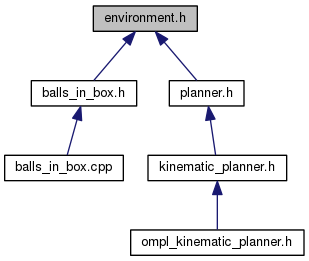 environment.h
balls_in_box.h
planner.h
balls_in_box.cpp
kinematic_planner.h
ompl_kinematic_planner.h